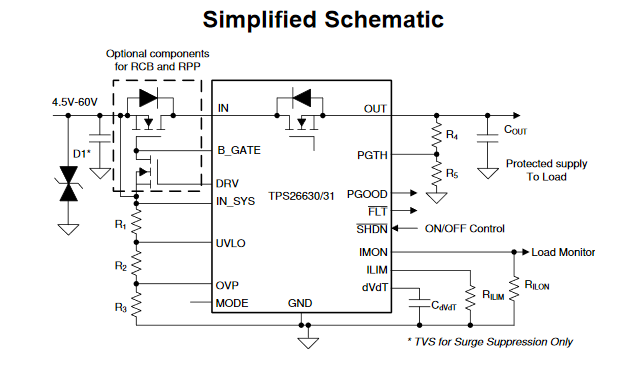 Simplified Schematic
Optional components
for RCB and RPP
4.5V-60V
IN
OUT
R4
COUT
D1*
B_GATE
PGTH
R5
Protected supply
To Load
DRV
TPS26630/31
PGOOD
IN_SYS
FLT
R1
SHDN
ON/OFF Control
UVLO
IMON
Load Monitor
R2
ILIM
OVP
dVdT
RILIM
RILON
R3
MODE
GND
CdVdT
* TVS for Surge Suppression Only